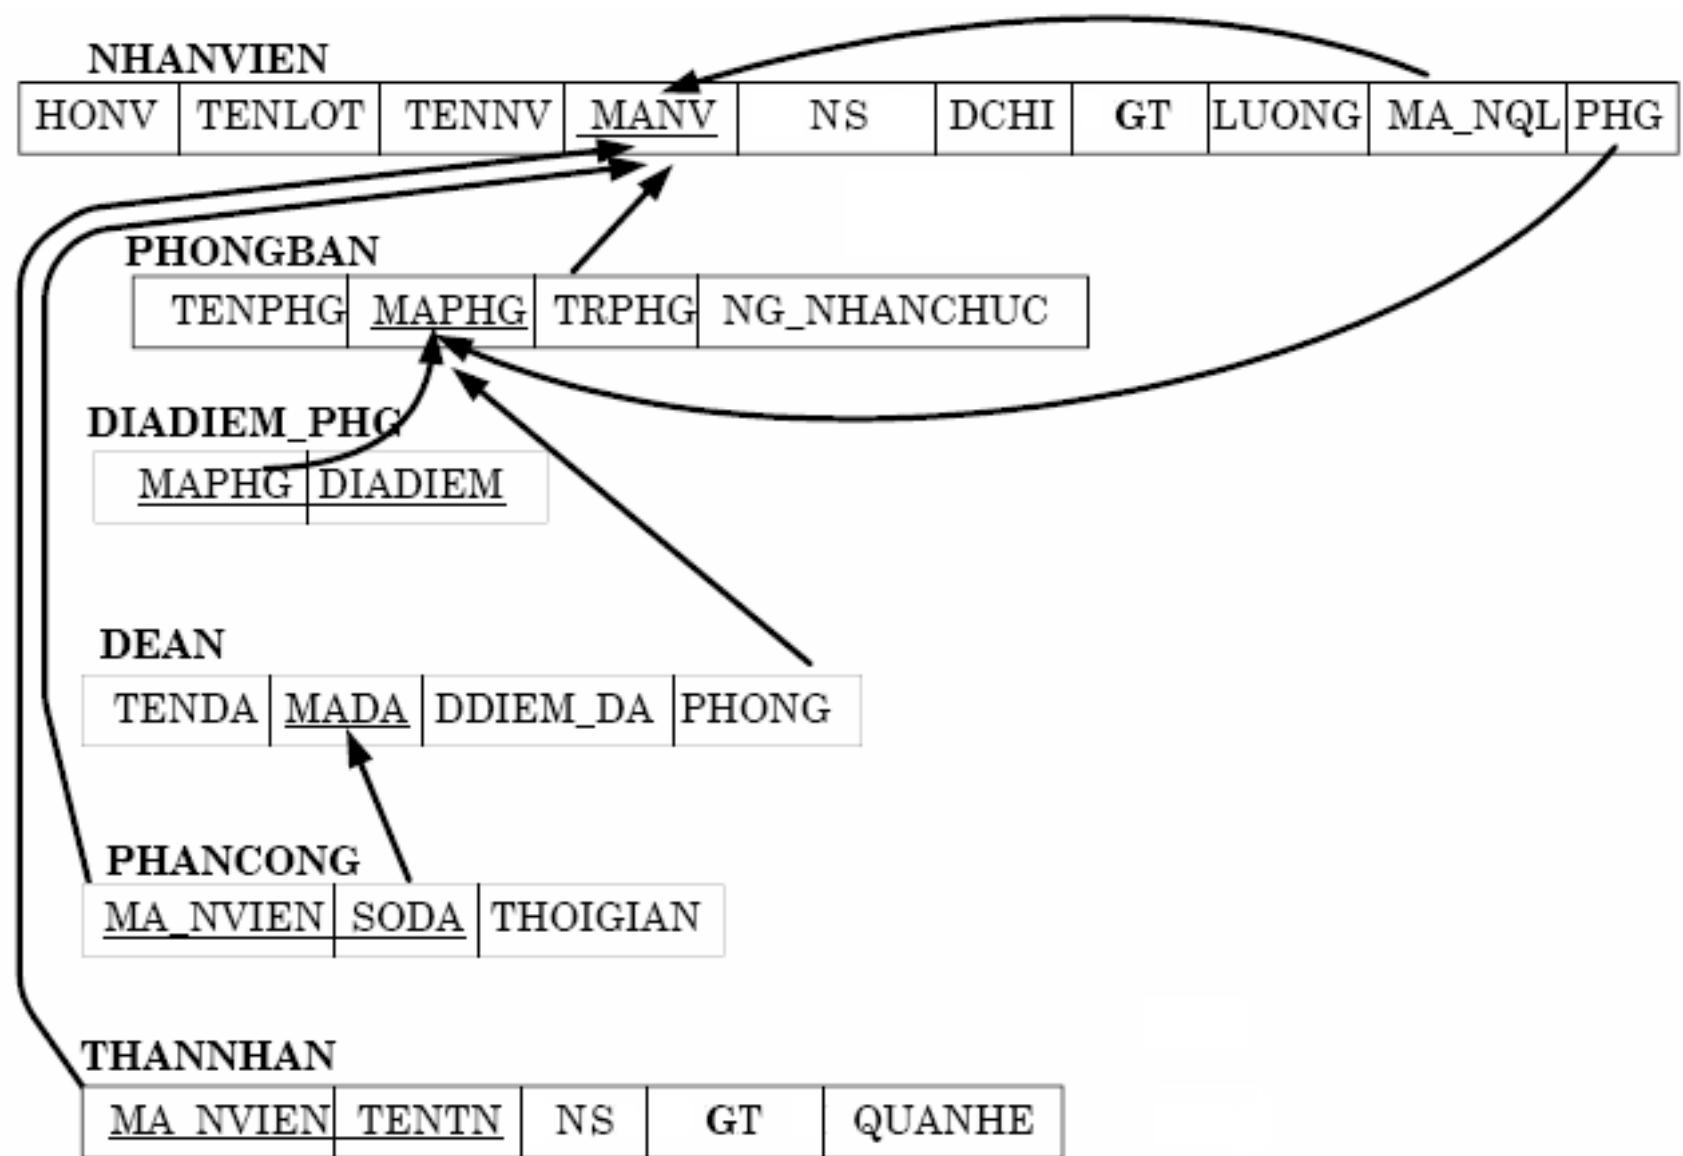 NHANVIEN
HONV TENLOT TENNV MANV NS DCHI GT LUONG MA_NQL PHG
PHONGBAN
TENPHG MAPHG TRPHG NG_NHANCHUC
DIADIEM_PHG
MAPHG DIADIEM
DEAN
TENDA MADA DDIEM_DA PHONG
PHANCONG
MA_NVIEN SODA THOIGIAN
THANNHAN
MA_NVIEN TENTN NS GT QUANHE